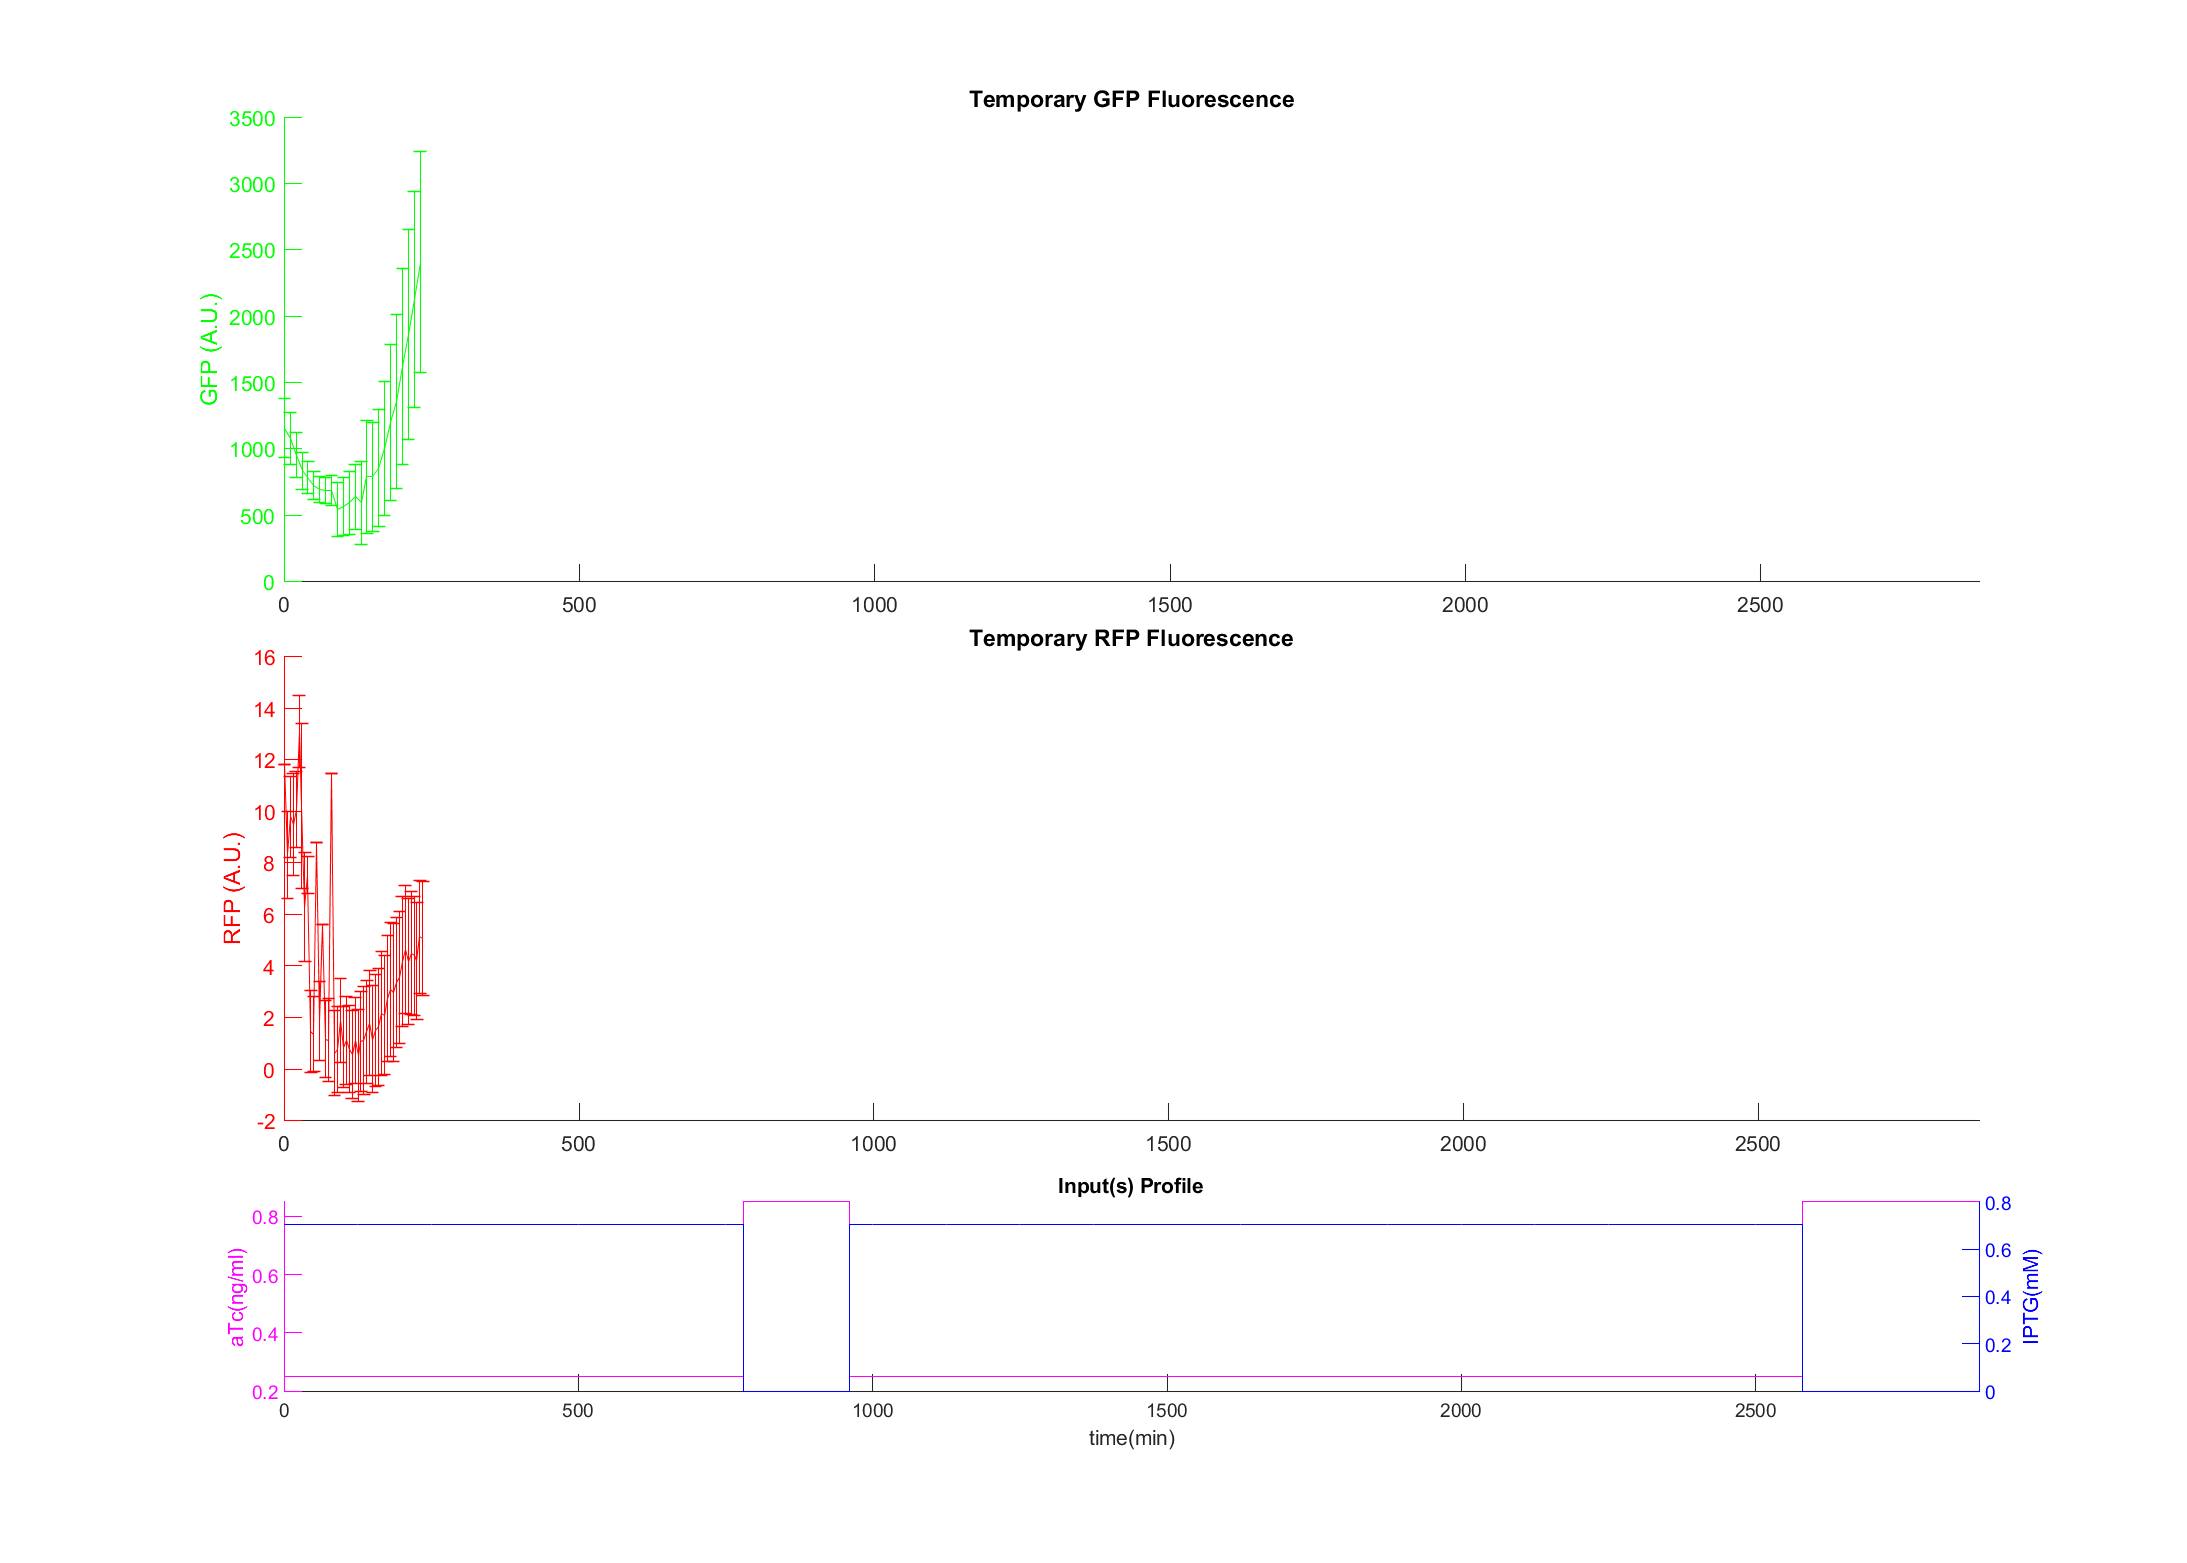 Temporary GFP Fluorescence
3500
3000
2500
2000
1500
1000
500
0
GFP (A.U.)
0 500 1000 1500 2000 2500
Temporary RFP Fluorescence
16
14
12
10
8
6
4
2
0
-2
RFP (A.U.)
0 500 1000 1500 2000 2500
Input(s) Profile
0.8
0.6
0.4
0.2
aTc(ng/ml)
0.8
0.6
0.4
0.2
0
IPTG(mM)
0 500 1000 1500 2000 2500
time(min)